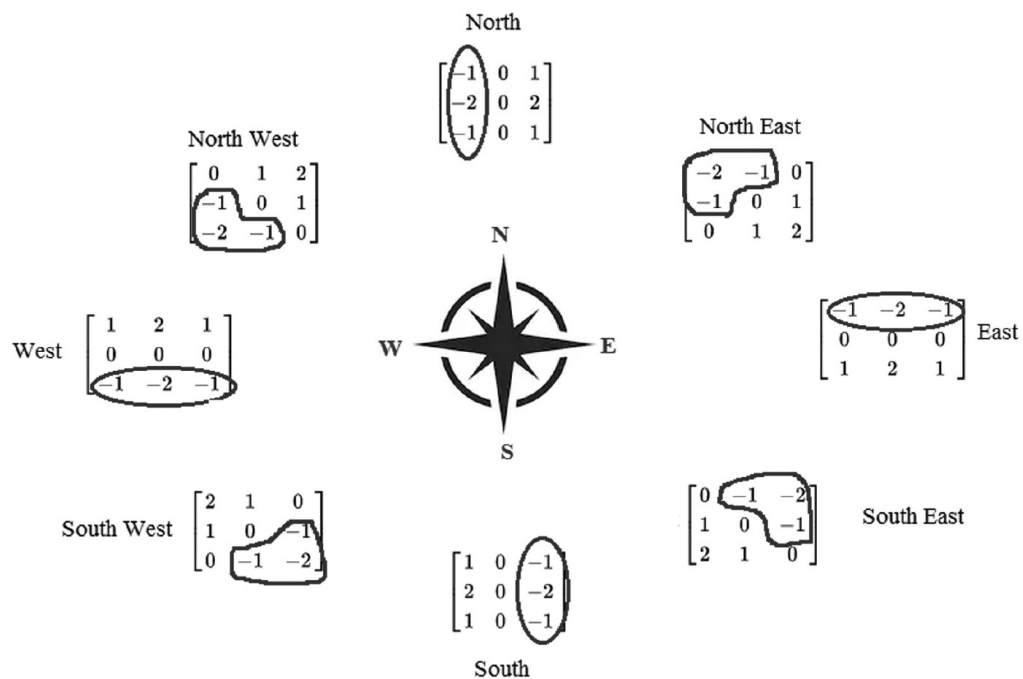 North
−1 0 1
−2 0 2
−1 0 1
North West
0 1 2
−1 0 1
−2 −1 0
North East
−2 −1 0
−1 0 1
0 1 2
N
W
E
S
West
1 2 1
0 0 0
−1 −2 −1
East
−1 −2 −1
0 0 0
1 2 1
South West
2 1 0
1 0 −1
0 −1 −2
South East
0 −1 −2
1 0 −1
2 1 0
1 0 −1
2 0 −2
1 0 −1
South